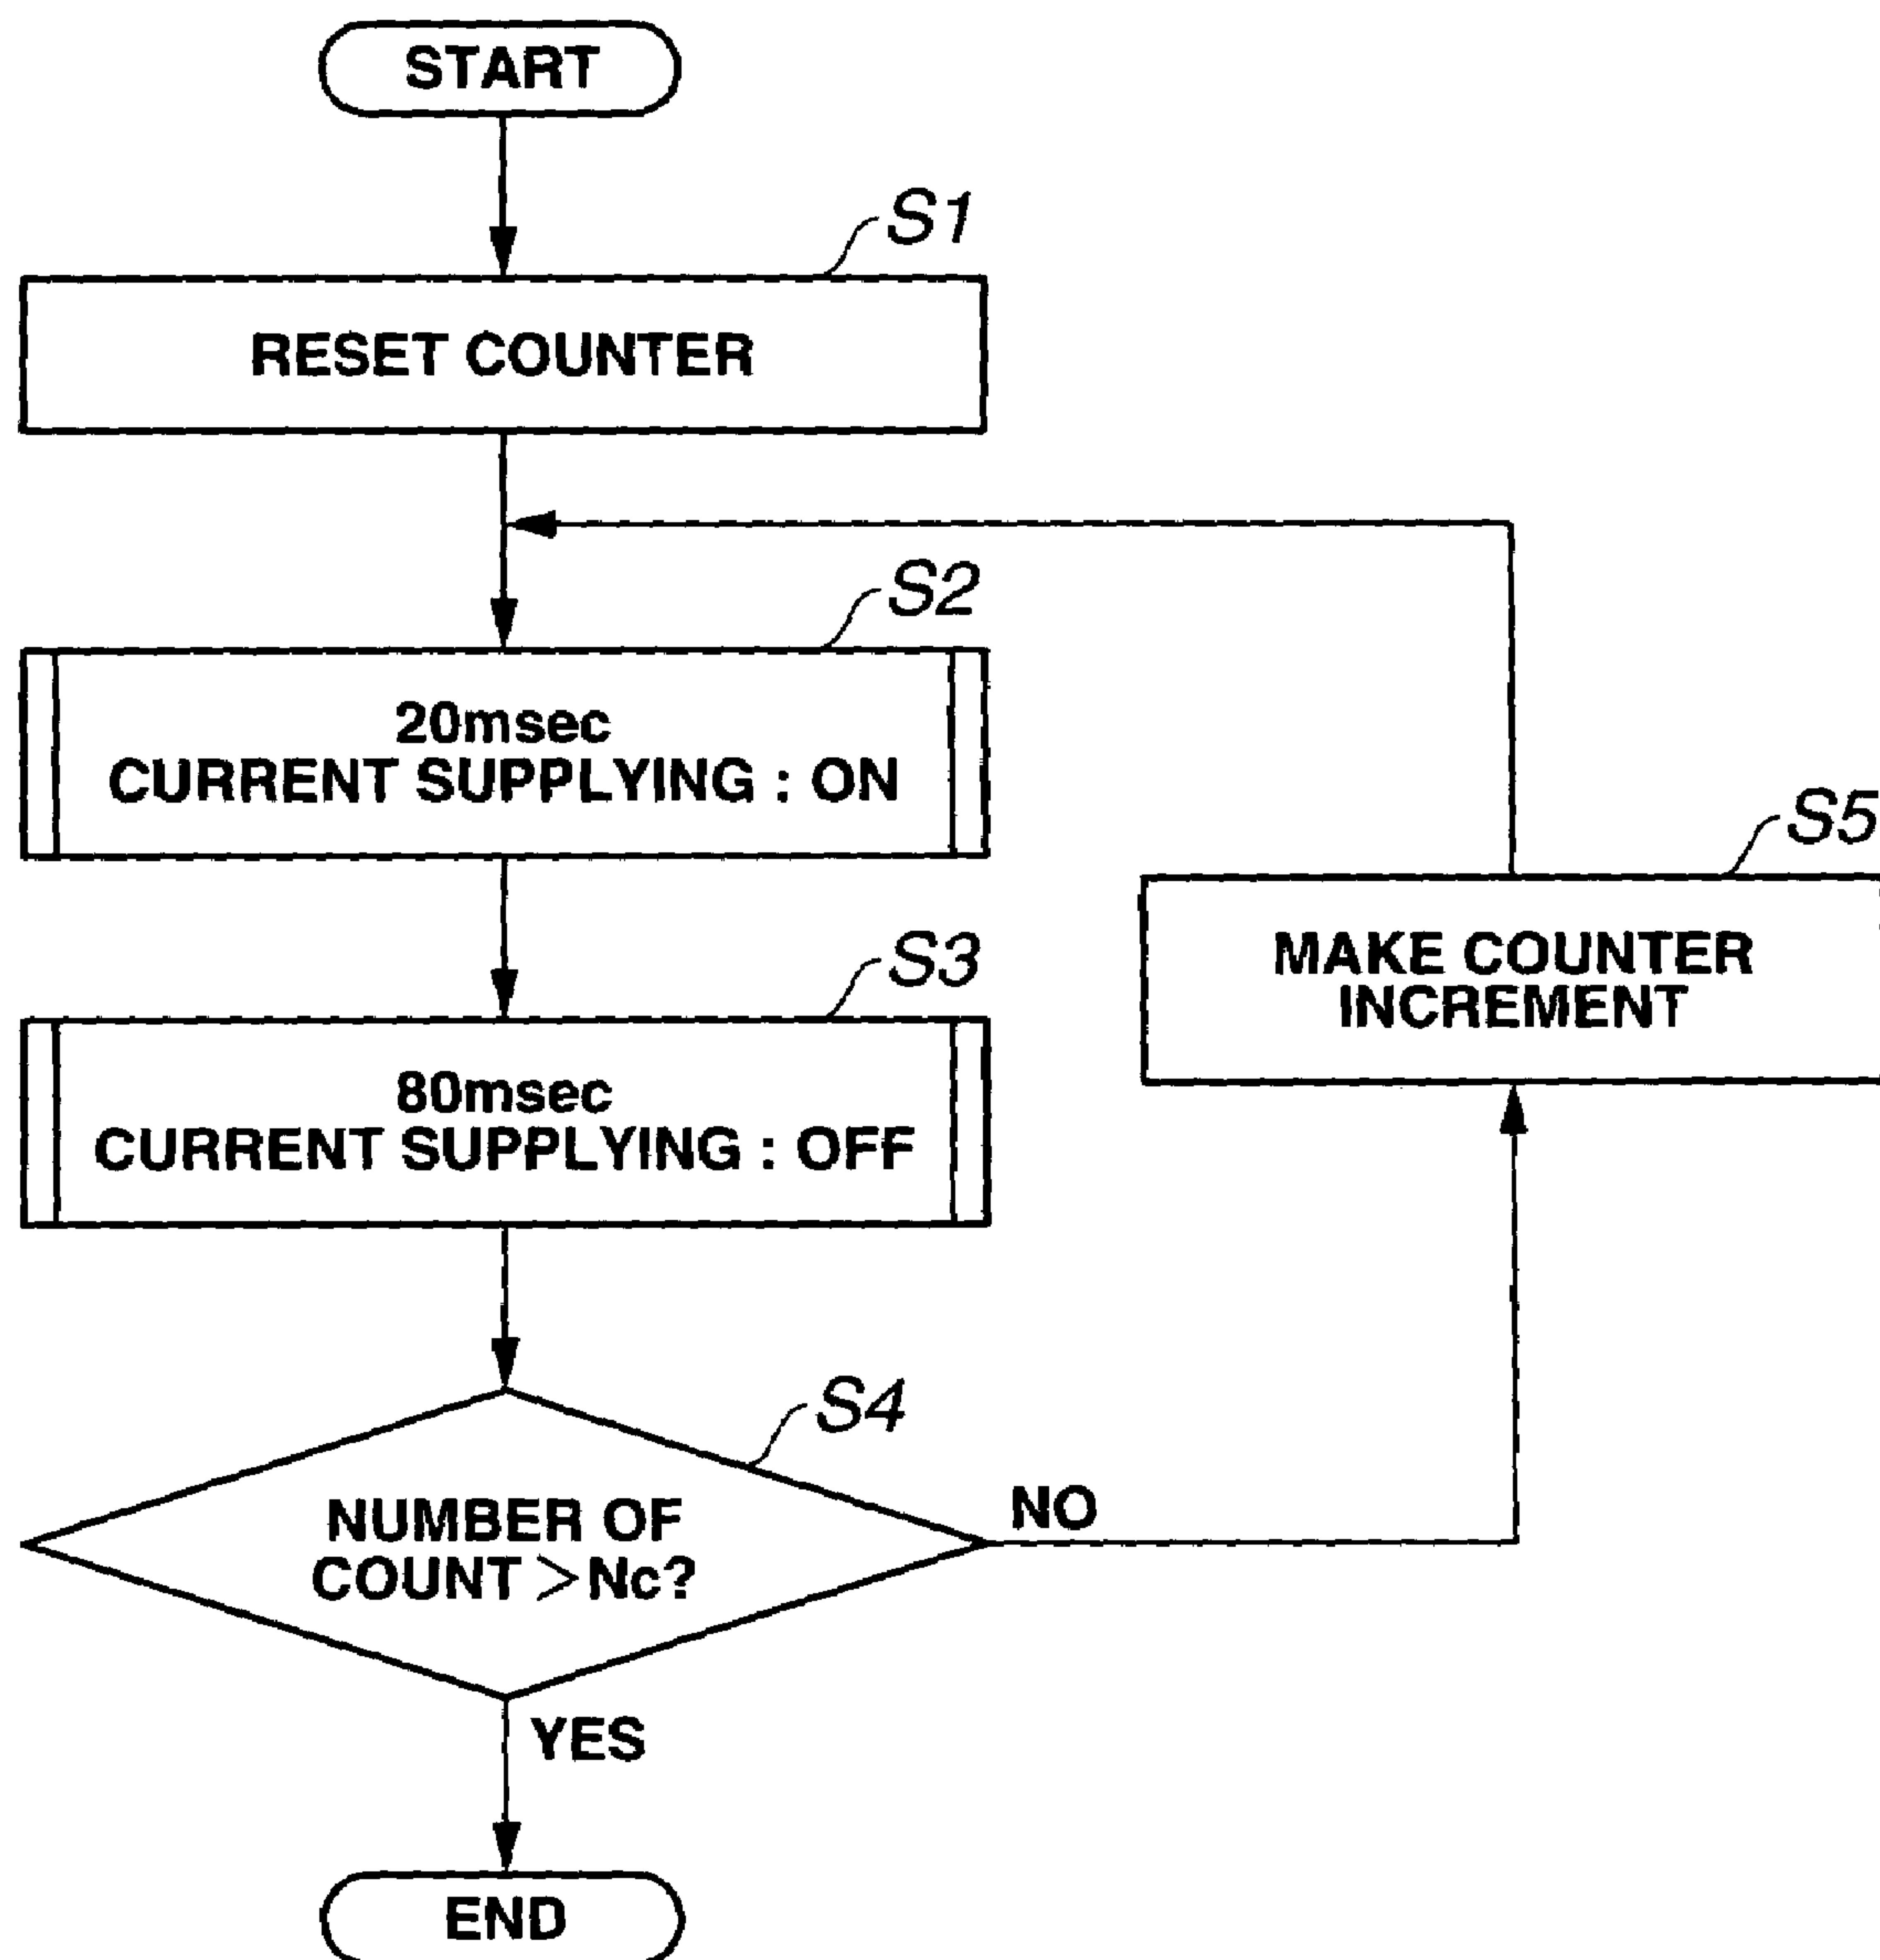 START
S1
RESET COUNTER
S2
20msec
CURRENT SUPPLYING : ON
S5
MAKE COUNTER
INCREMENT
S3
80msec
CURRENT SUPPLYING : OFF
S4
NUMBER OF
COUNT > Nc?
NO
YES
END